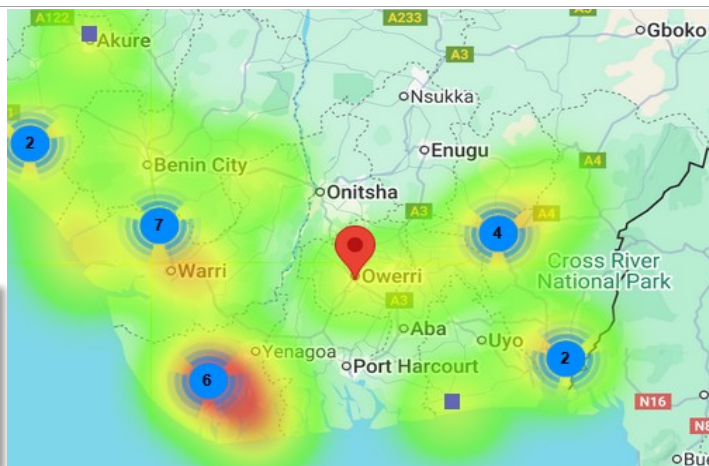 A122
A233
Akure
Gboko
A3
Nsukka
2
Enugu
Benin City
A4
Onitsha
A3
A4
7
4
Cross River
National Park
Warri
Owerri
A3
Aba
Uyo
Yenagoa
2
Port Harcourt
6
N16